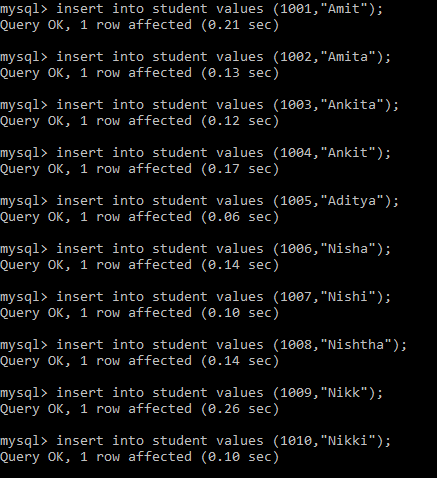 mysql> insert into student values (1001,"Amit");
Query OK, 1 row affected (0.21 sec)
mysql> insert into student values (1002,"Amita");
Query OK, 1 row affected (0.13 sec)
mysql> insert into student values (1003,"Ankita");
Query OK, 1 row affected (0.12 sec)
mysql> insert into student values (1004,"Ankit");
Query OK, 1 row affected (0.17 sec)
mysql> insert into student values (1005,"Aditya");
Query OK, 1 row affected (0.06 sec)
mysql> insert into student values (1006,"Nisha");
Query OK, 1 row affected (0.14 sec)
mysql> insert into student values (1007,"Nishi");
Query OK, 1 row affected (0.10 sec)
mysql> insert into student values (1008,"Nishtha");
Query OK, 1 row affected (0.14 sec)
mysql> insert into student values (1009,"Nikk");
Query OK, 1 row affected (0.26 sec)
mysql> insert into student values (1010,"Nikki");
Query OK, 1 row affected (0.10 sec)